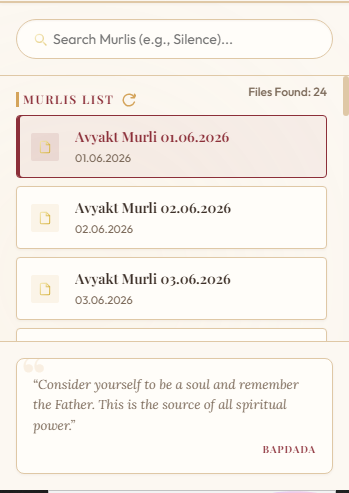 Search Murlis (e.g., Silence)...
MURLIS LIST
Files Found: 24
Avyakt Murli 01.06.2026
01.06.2026
Avyakt Murli 02.06.2026
02.06.2026
Avyakt Murli 03.06.2026
03.06.2026
“Consider yourself to be a soul and remember
the Father. This is the source of all spiritual
power.”
BAPDADA